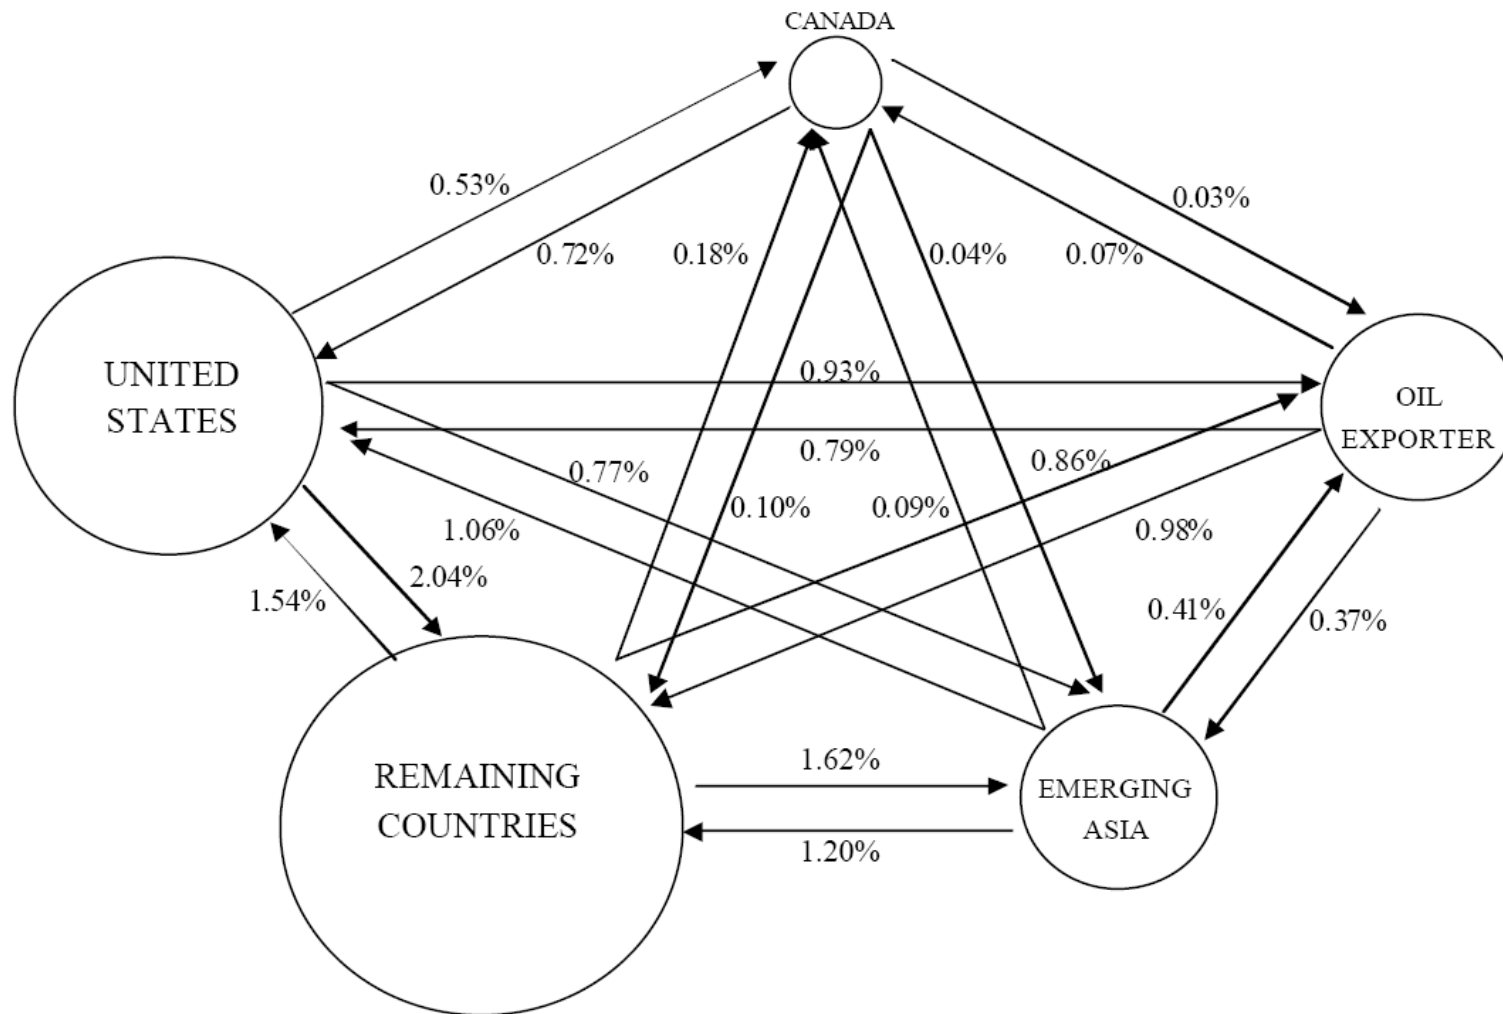 CANADA
0.53%
0.03%
0.72%
0.18%
0.04%
0.07%
UNITED
STATES
0.93%
OIL
EXPORTER
0.77%
0.79%
0.86%
1.06%
0.10%
0.09%
0.98%
2.04%
1.54%
0.41%
0.37%
REMAINING
COUNTRIES
1.62%
EMERGING
ASIA
1.20%